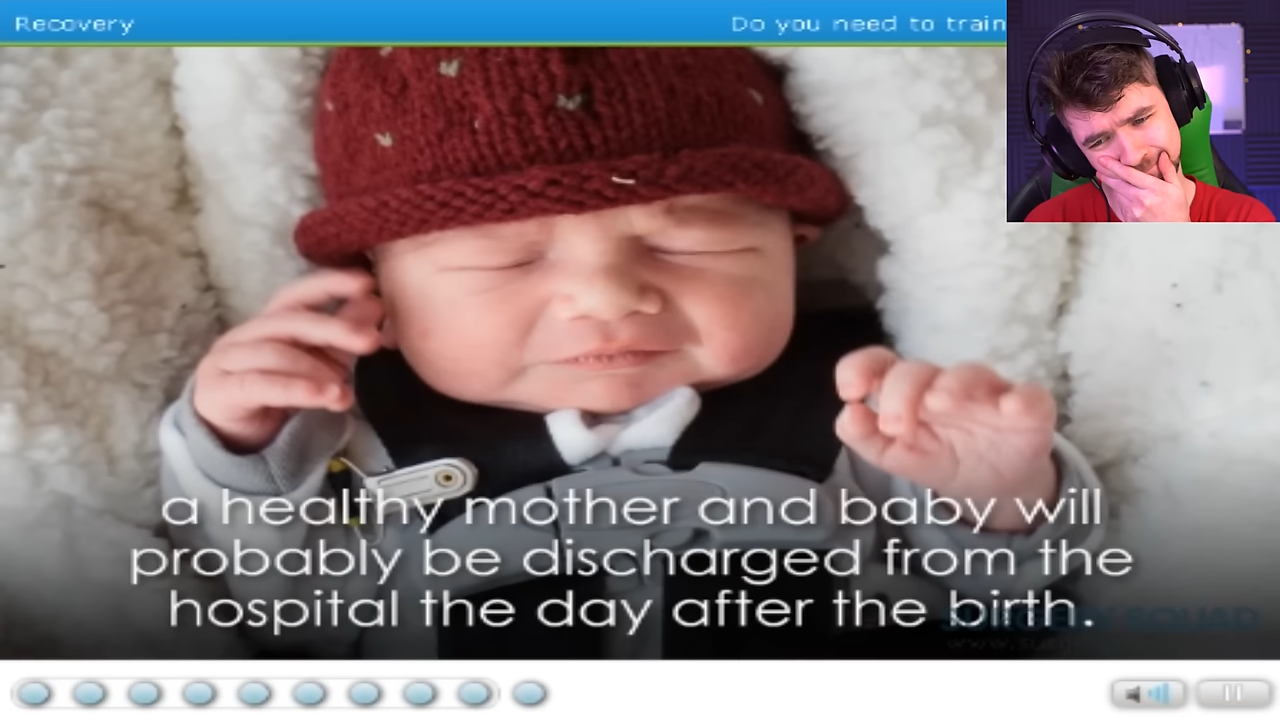 Recovery
Do you need to train
a healthy mother and baby will
probably be discharged from the
hospital the day after the birth.
SQUAD